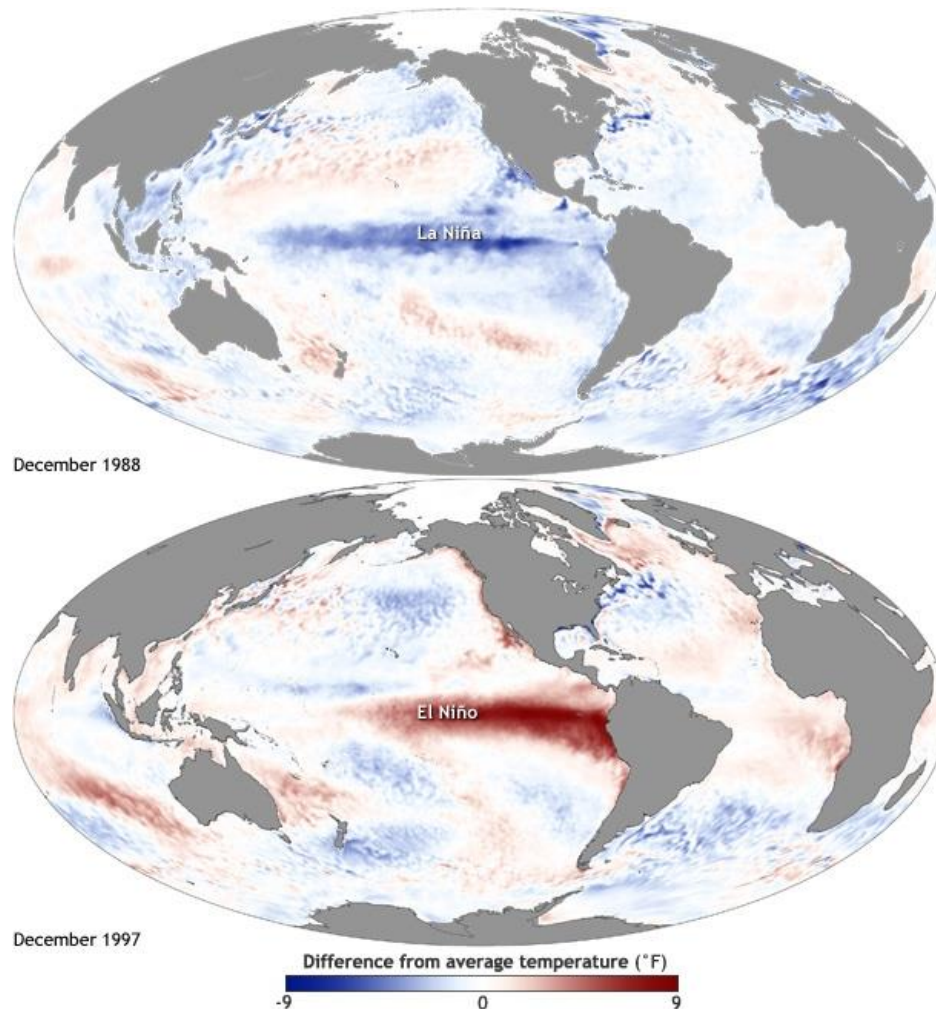 La Niña
December 1988
El Niño
December 1997
Difference from average temperature (°F)
-9 0 9